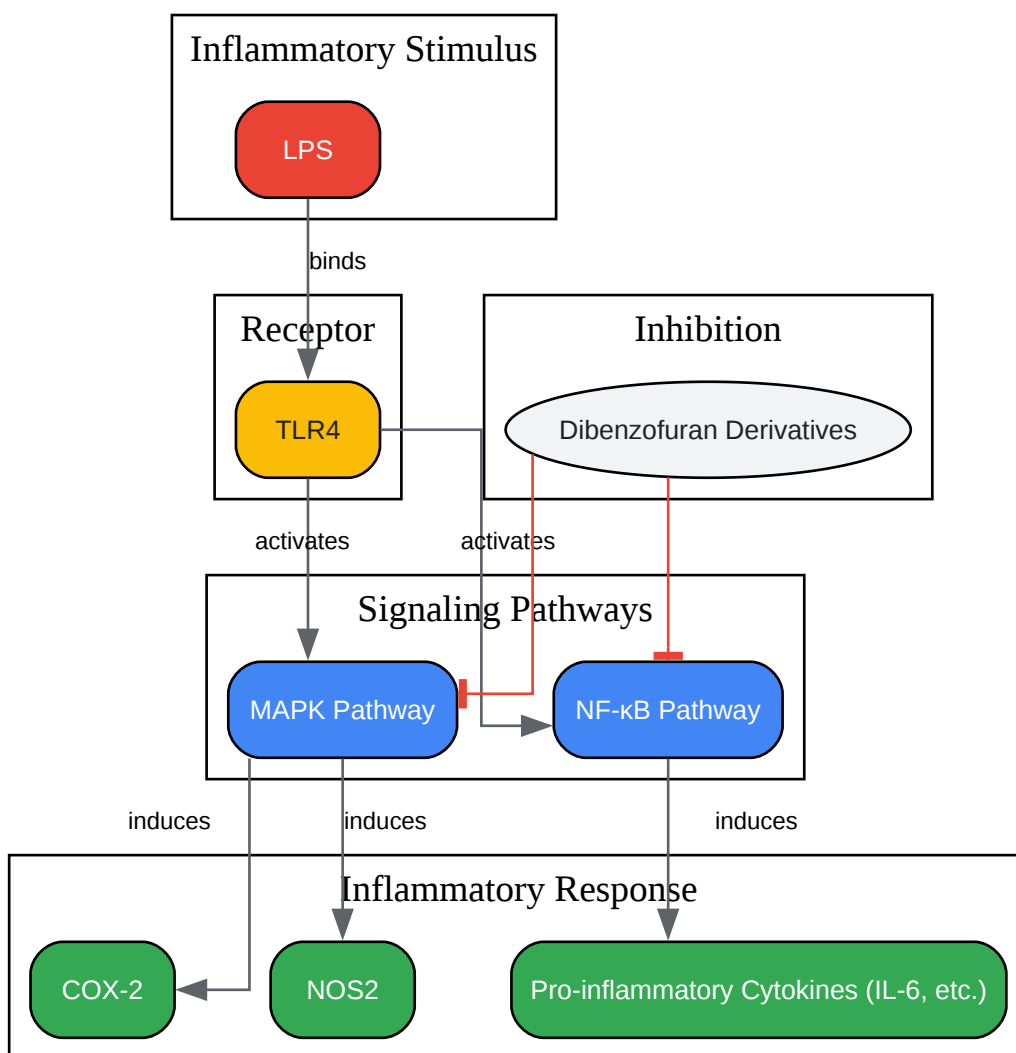 Inflammatory Stimulus
LPS
binds
Receptor
Inhibition
TLR4
Dibenzofuran Derivatives
activates
activates
Signaling Pathways
MAPK Pathway
NF-κB Pathway
induces
induces
induces
Inflammatory Response
COX-2
NOS2
Pro-inflammatory Cytokines (IL-6, etc.)